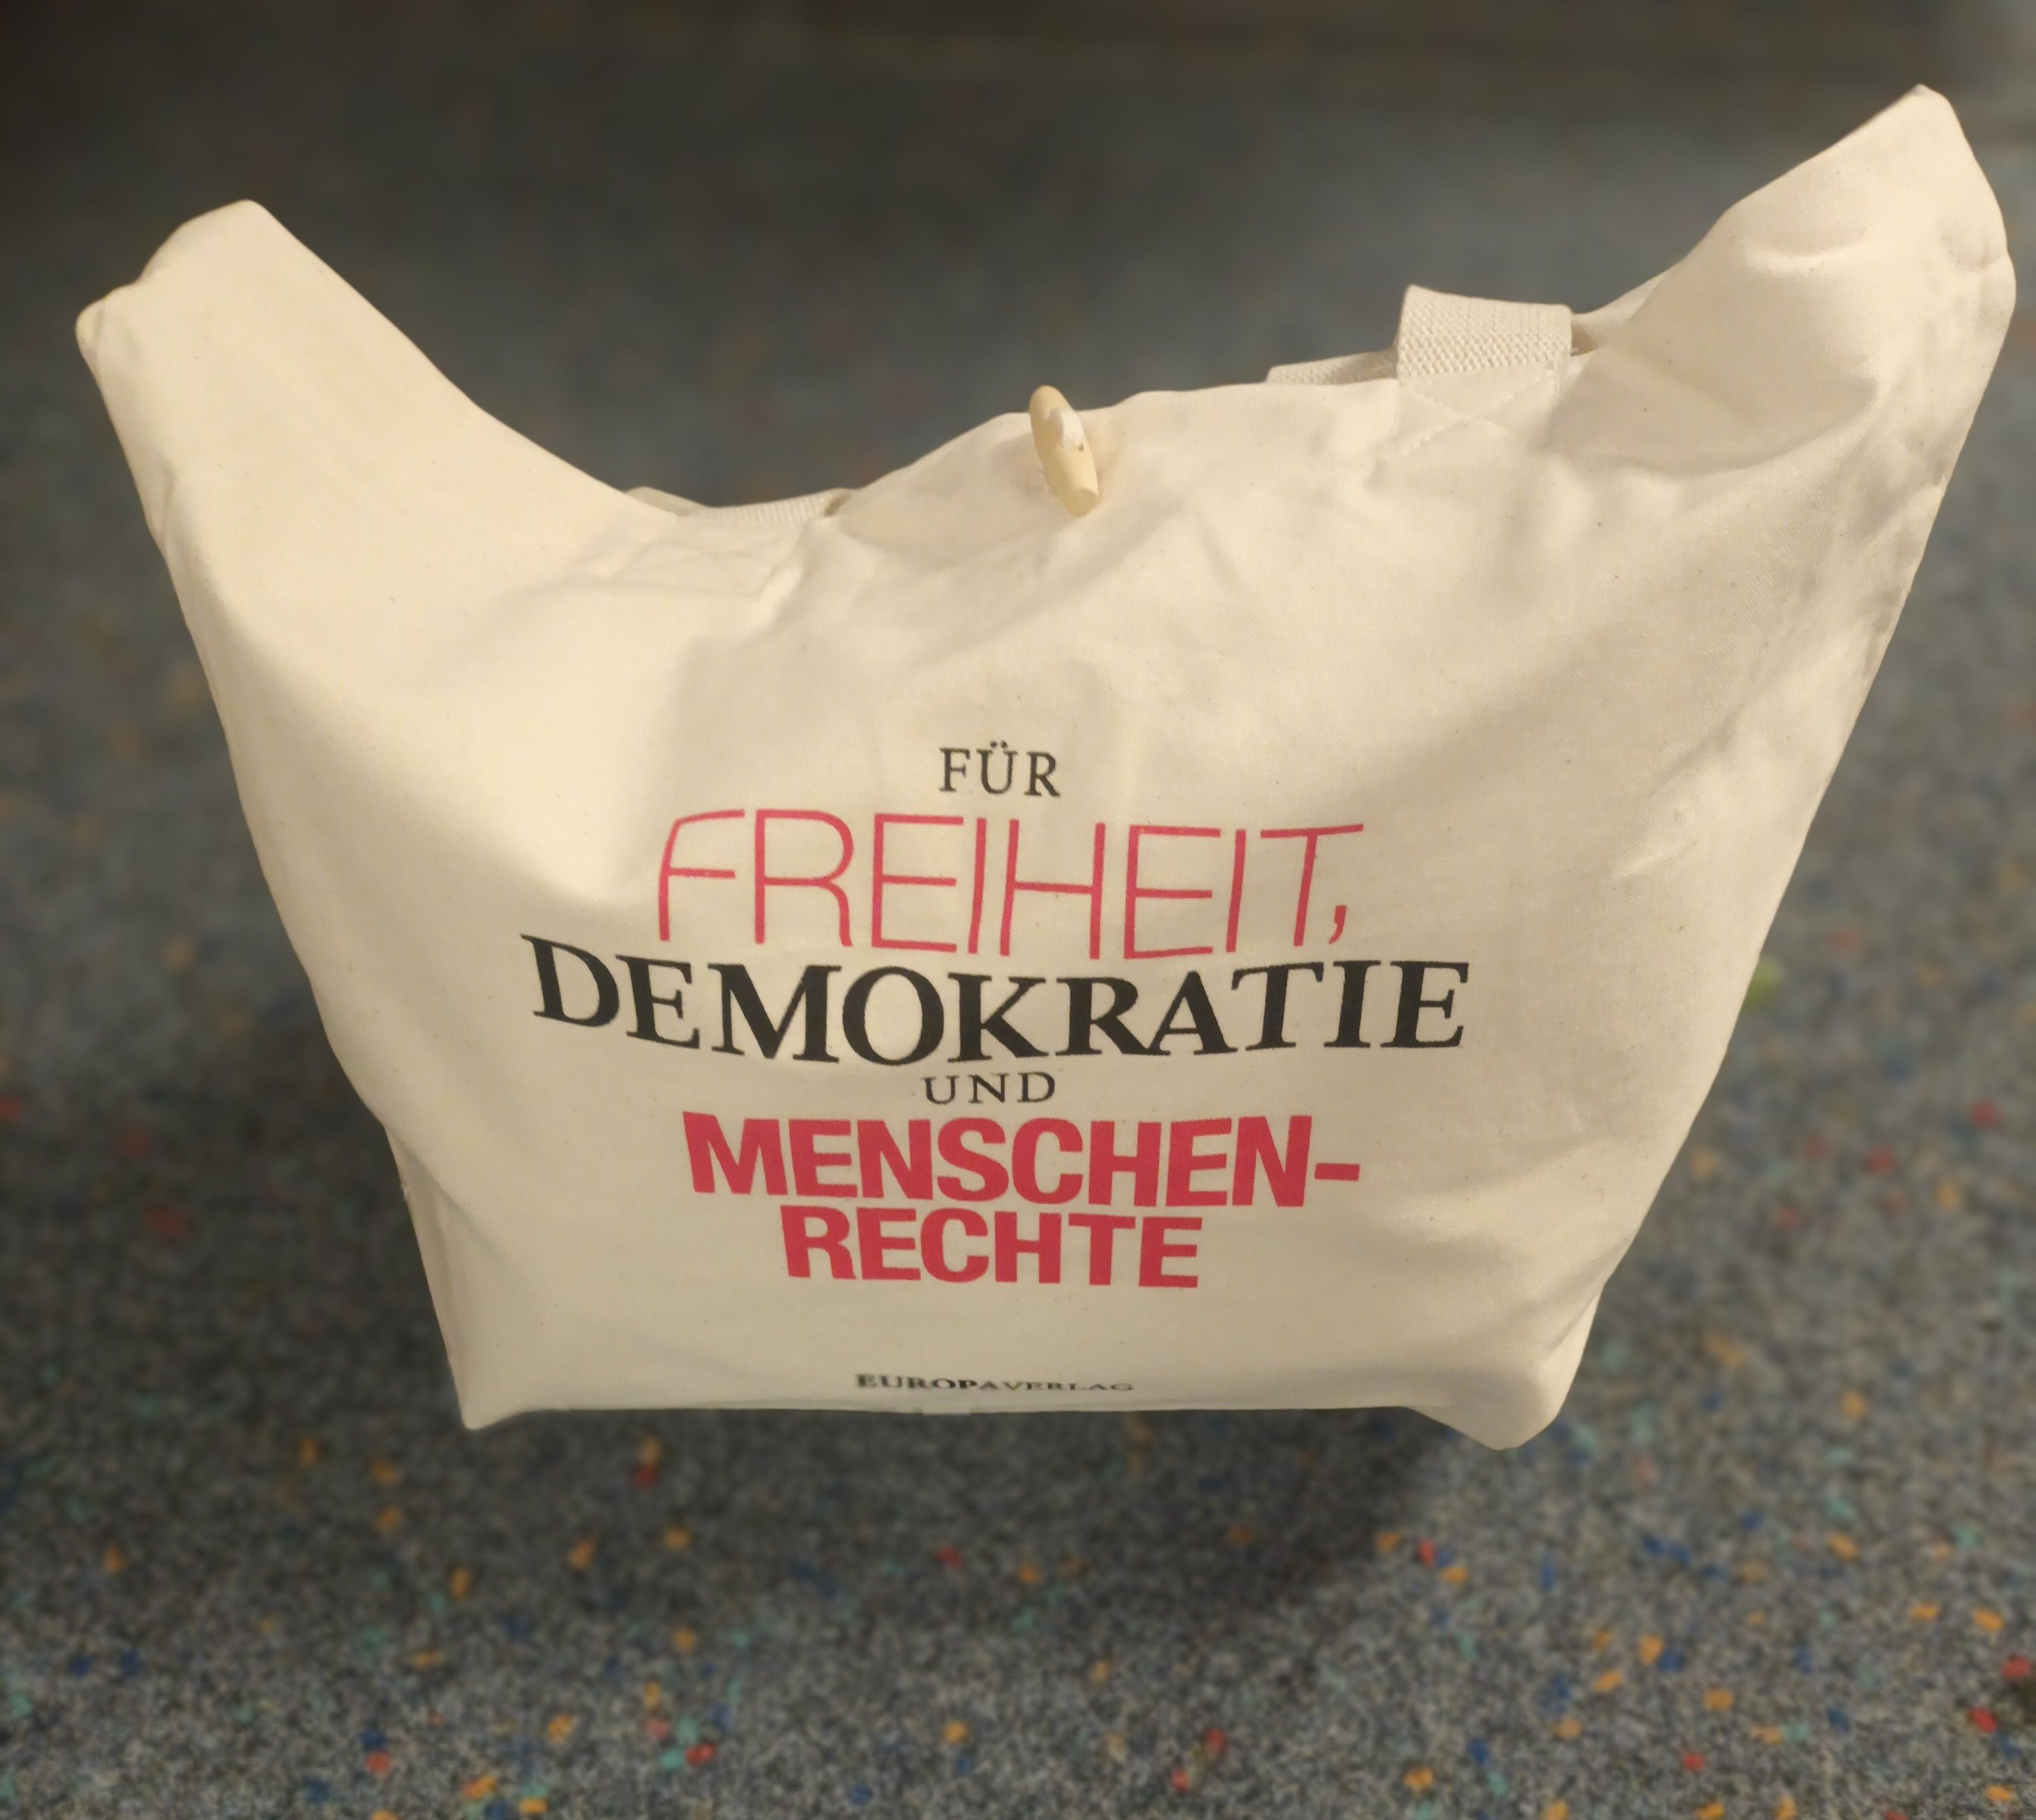 FÜR
FREIHEIT,
DEMOKRATIE
UND
MENSCHEN-
RECHTE
EUROPAVERLAG